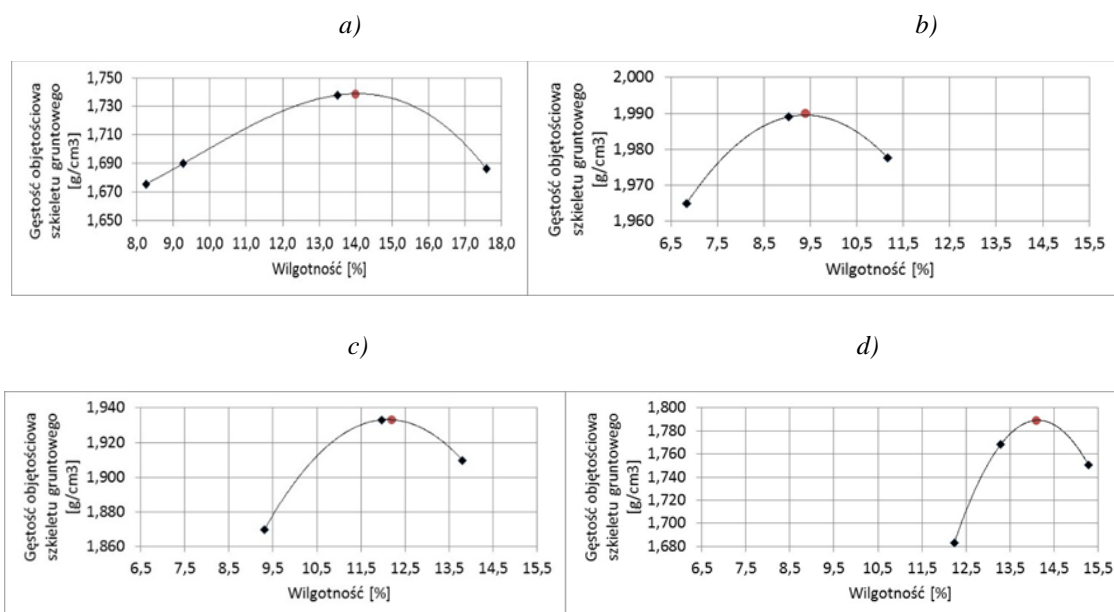 a)
b)
Gęstość objętościowa
szkieletu gruntowego
[g/cm3]
1,750
1,730
1,710
1,690
1,670
1,650
8,0 9,0 10,0 11,0 12,0 13,0 14,0 15,0 16,0 17,0 18,0
Wilgotność [%]
Gęstość objętościowa
szkieletu gruntowego
[g/cm3]
2,000
1,990
1,980
1,970
1,960
6,5 7,5 8,5 9,5 10,5 11,5 12,5 13,5 14,5 15,5
Wilgotność [%]
c)
d)
Gęstość objętościowa
szkieletu gruntowego
[g/cm3]
1,940
1,920
1,900
1,880
1,860
6,5 7,5 8,5 9,5 10,5 11,5 12,5 13,5 14,5 15,5
Wilgotność [%]
Gęstość objętościowa
szkieletu gruntowego
[g/cm3]
1,800
1,780
1,760
1,740
1,720
1,700
1,680
6,5 7,5 8,5 9,5 10,5 11,5 12,5 13,5 14,5 15,5
Wilgotność [%]